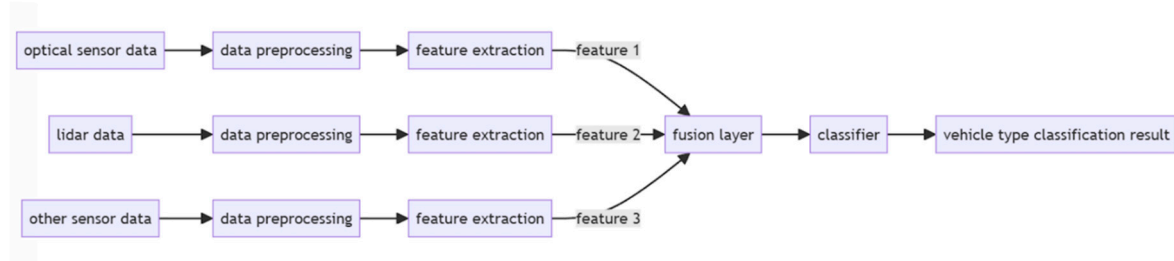 optical sensor data
data preprocessing
feature extraction
feature 1
lidar data
data preprocessing
feature extraction
feature 2
fusion layer
classifier
vehicle type classification result
other sensor data
data preprocessing
feature extraction
feature 3